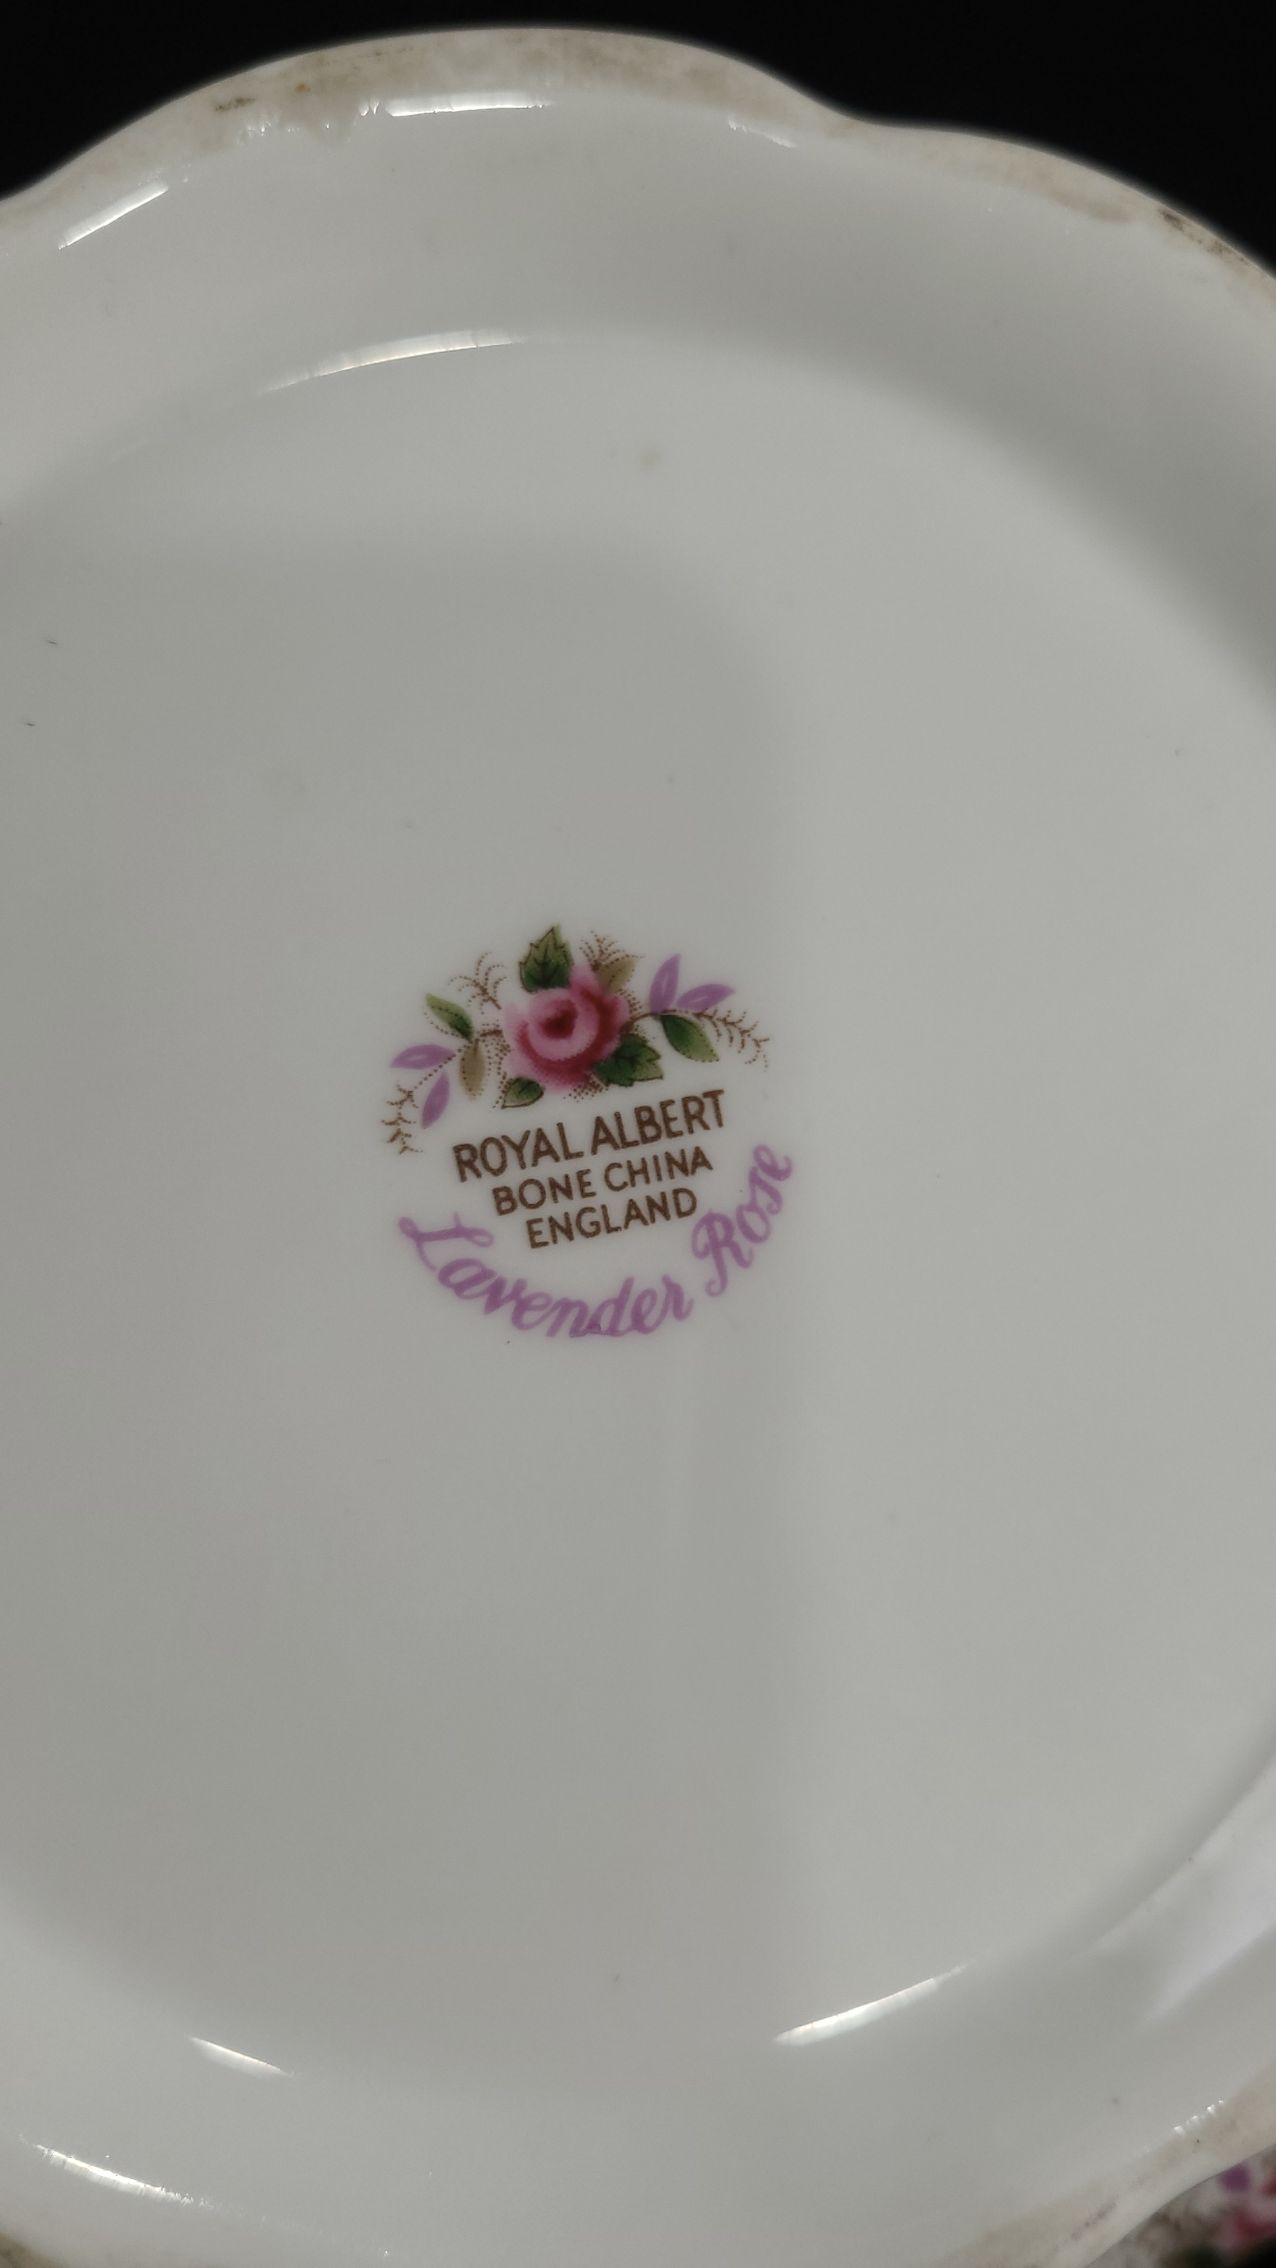 ROYAL ALBERT
BONE CHINA
ENGLAND
Lavender Rose